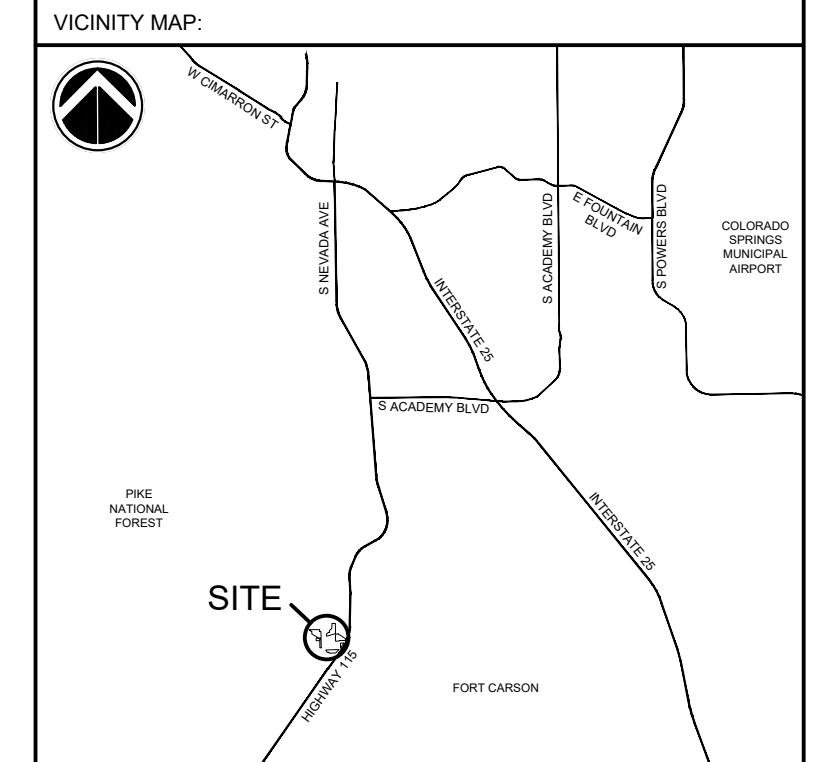 VICINITY MAP:
W CIMARRON ST
S NEVADA AVE
INTERSTATE 25
S ACADEMY BLVD
E FOUNTAIN
BLVD
S POWERS BLVD
COLORADO
SPRINGS
MUNICIPAL
AIRPORT
S ACADEMY BLVD
PIKE
NATIONAL
FOREST
INTERSTATE 25
SITE
HIGHWAY 115
FORT CARSON